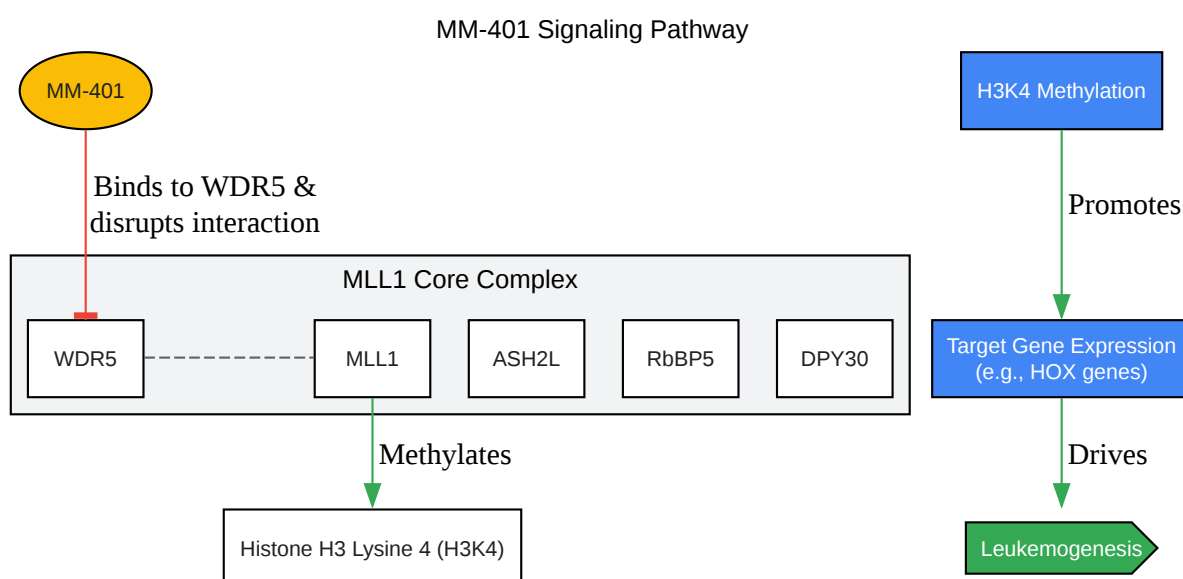 MM-401 Signaling Pathway
MM-401
H3K4 Methylation
Binds to WDR5 &
disrupts interaction
Promotes
MLL1 Core Complex
WDR5
MLL1
ASH2L
RbBP5
DPY30
Target Gene Expression
(e.g., HOX genes)
Methylates
Drives
Histone H3 Lysine 4 (H3K4)
Leukemogenesis